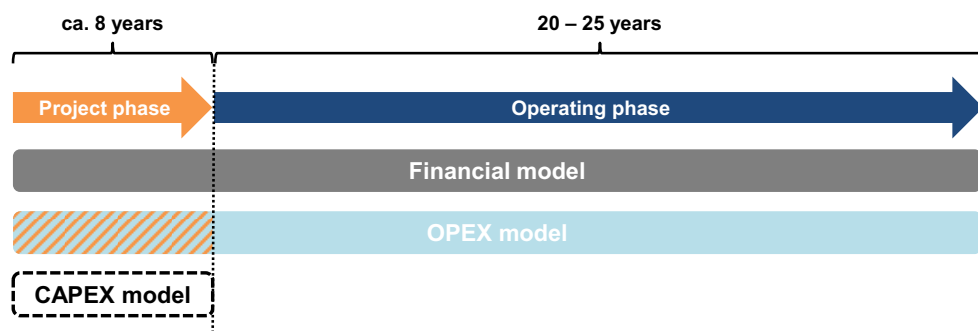 ca. 8 years
20 – 25 years
Project phase
Operating phase
Financial model
OPEX model
CAPEX model